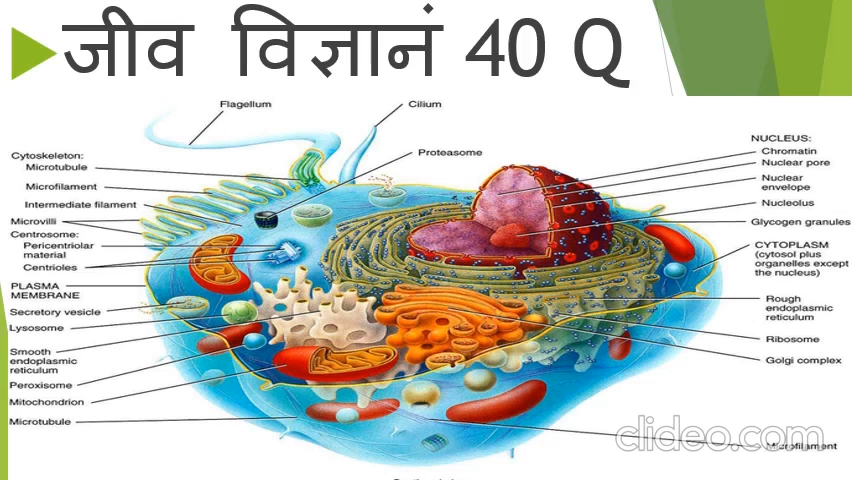 जीव विज्ञानं 40 Q
Flagellum
Cilium
Proteasome
Cytoskeleton:
Microtubule
Microfilament
Intermediate filament
Microvilli
Centrosome:
Pericentriolar
material
Centrioles
PLASMA
MEMBRANE
Secretory vesicle
Lysosome
Smooth
endoplasmic
reticulum
Peroxisome
Mitochondrion
Microtubule
NUCLEUS:
Chromatin
Nuclear pore
Nuclear
envelope
Nucleolus
Glycogen granules
CYTOPLASM
(cytosol plus
organelles except
the nucleus)
Rough
endoplasmic
reticulum
Ribosome
Golgi complex
Microfilament
clideo.com